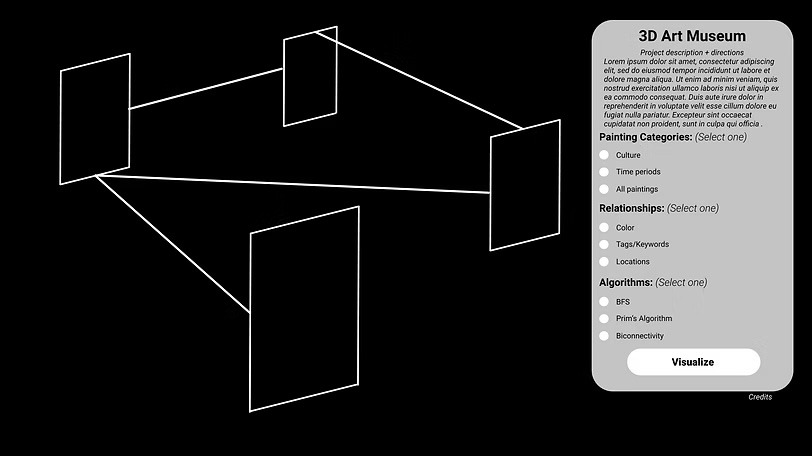 3D Art Museum
Project description + directions
Lorem ipsum dolor sit amet, consectetur adipiscing
elit, sed do eiusmod tempor incididunt ut labore et
dolore magna aliqua. Ut enim ad minim veniam, quis
nostrud exercitation ullamco laboris nisi ut aliquip ex
ea commodo consequat. Duis aute irure dolor in
reprehenderit in voluptate velit esse cillum dolore eu
fugiat nulla pariatur. Excepteur sint occaecat
cupidatat non proident, sunt in culpa qui officia .
Painting Categories: (Select one)
Culture
Time periods
All paintings
Relationships: (Select one)
Color
Tags/Keywords
Locations
Algorithms: (Select one)
BFS
Prim's Algorithm
Biconnectivity
Visualize
Credits